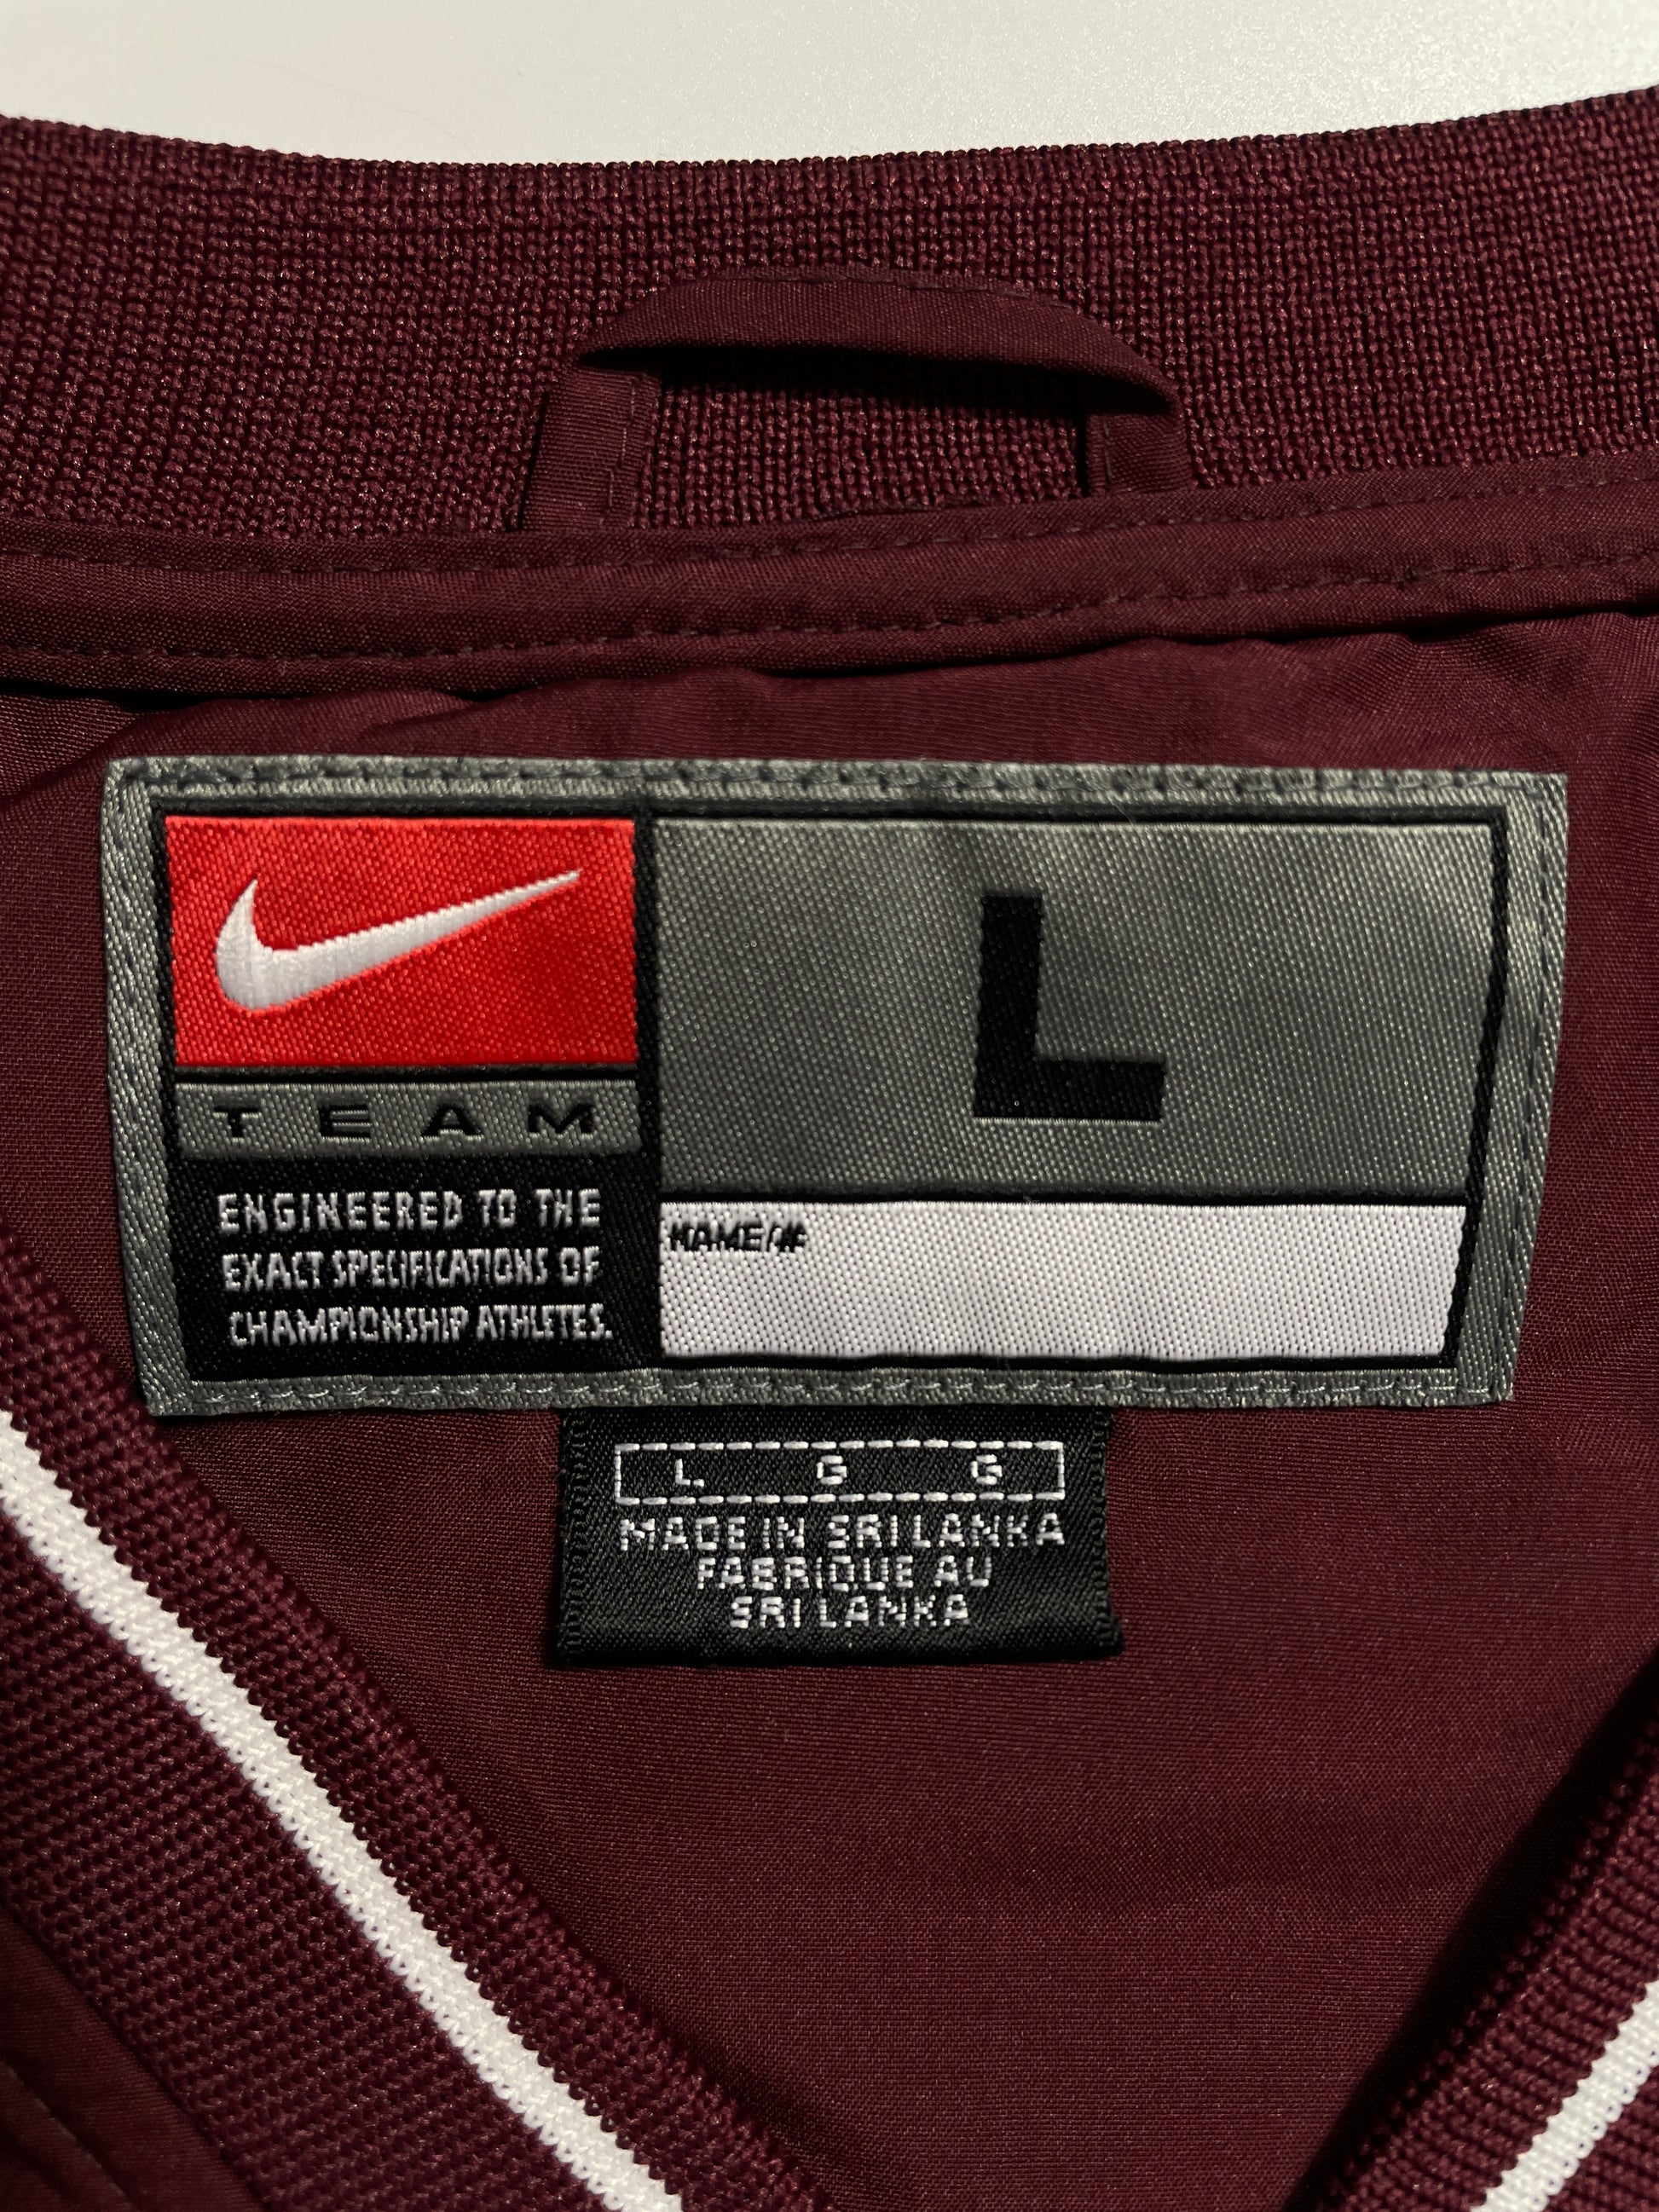 TEAM
ENGINEERED TO THE
EXACT SPECIFICATIONS OF
CHAMPIONSHIP ATHLETES.
L
NAME/#
L G G
MADE IN SRI LANKA
FABRIQUE AU
SRI LANKA